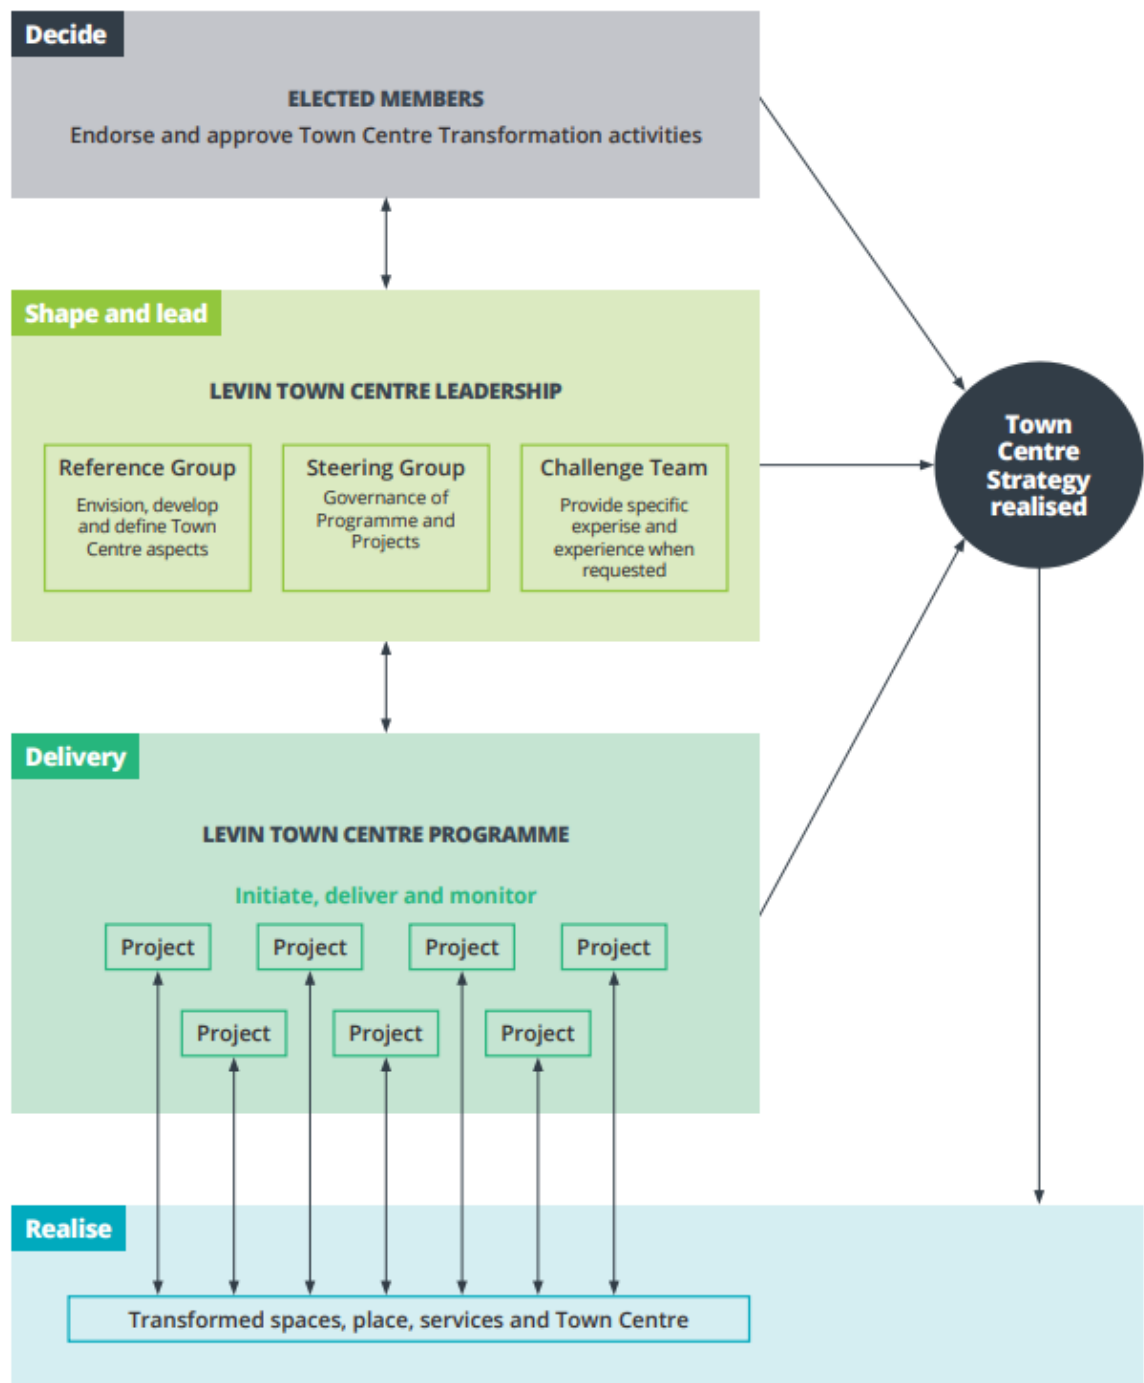 Decide
ELECTED MEMBERS
Endorse and approve Town Centre Transformation activities
Shape and lead
LEVIN TOWN CENTRE LEADERSHIP
Reference Group
Envision, develop
and define Town
Centre aspects
Steering Group
Governance of
Programme and
Projects
Challenge Team
Provide specific
experise and
experience when
requested
Town
Centre
Strategy
realised
Delivery
LEVIN TOWN CENTRE PROGRAMME
Initiate, deliver and monitor
Project
Project
Project
Project
Project
Project
Project
Realise
Transformed spaces, place, services and Town Centre